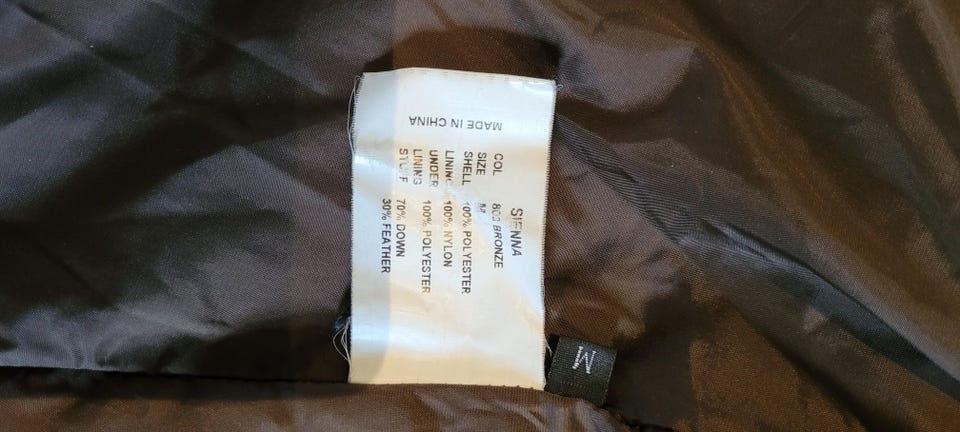 SIENNA
COL BRONZE
SIZE M
SHELL 100% POLYESTER
LINING 100% NYLON
UNDER
LINING 100% POLYESTER
STUFF 70% DOWN
30% FEATHER
MADE IN CHINA
M